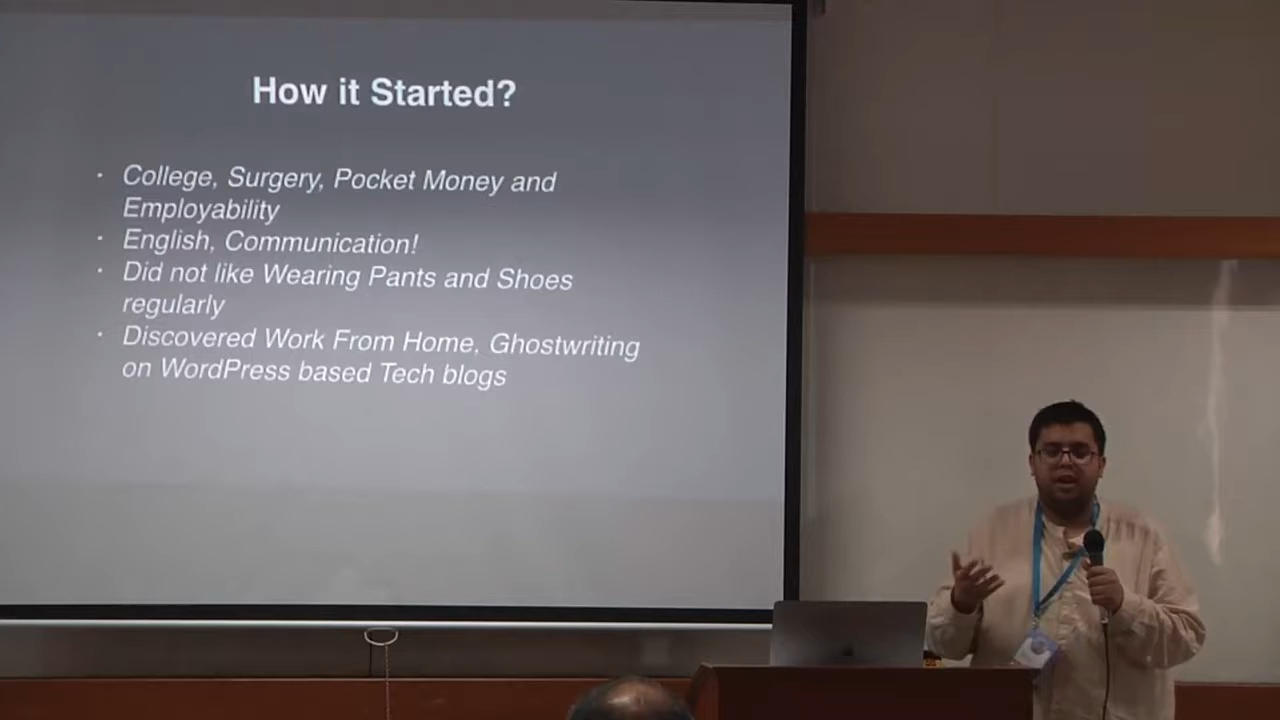 How it Started?
· College, Surgery, Pocket Money and
Employability
· English, Communication!
· Did not like Wearing Pants and Shoes
regularly
· Discovered Work From Home, Ghostwriting
on WordPress based Tech blogs